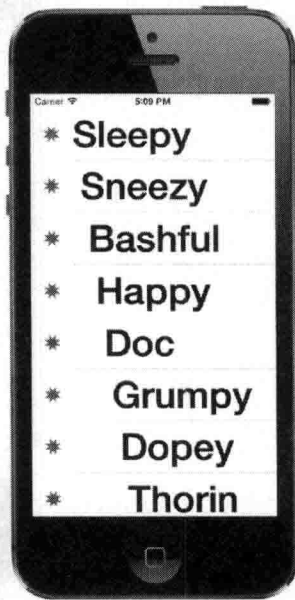 Carrier 5:09 PM
Sleepy
Sneezy
Bashful
Happy
Doc
Grumpy
Dopey
Thorin